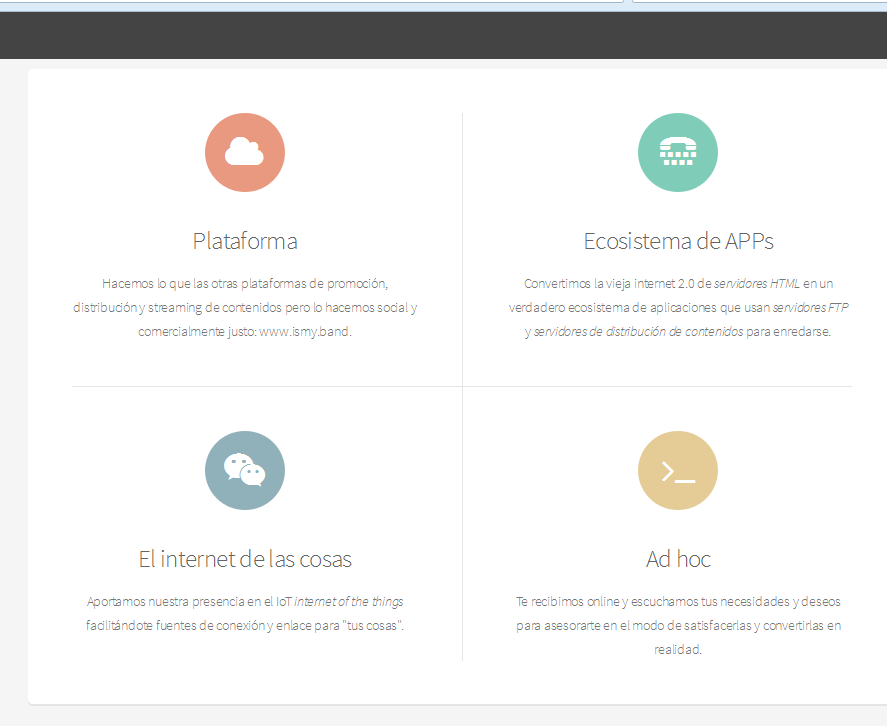 Plataforma
Hacemos lo que las otras plataformas de promoción,
distribución y streaming de contenidos pero lo hacemos social y
comercialmente justo: www.ismy.band.
Ecosistema de APPs
Convertimos la vieja internet 2.0 de servidores HTML en un
verdadero ecosistema de aplicaciones que usan servidores FTP
y servidores de distribución de contenidos para enredarse.
El internet de las cosas
Aportamos nuestra presencia en el IoT internet of the things
facilitándote fuentes de conexión y enlace para "tus cosas".
Ad hoc
Te recibimos online y escuchamos tus necesidades y deseos
para asesorarte en el modo de satisfacerlas y convertirlas en
realidad.